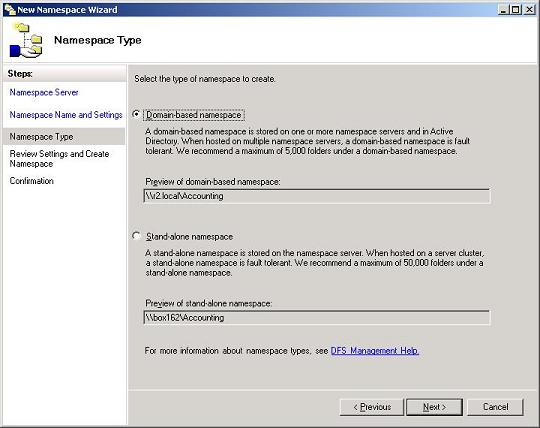 New Namespace Wizard
Namespace Type
Steps:
Namespace Server
Namespace Name and Settings
Namespace Type
Review Settings and Create
Namespace
Confirmation
Select the type of namespace to create.
Domain-based namespace
A domain-based namespace is stored on one or more namespace servers and in Active
Directory. When hosted on multiple namespace servers, a domain-based namespace is fault
tolerant. We recommend a maximum of 5,000 folders under a domain-based namespace.
Preview of domain-based namespace:
\\r2.local\Accounting
Stand-alone namespace
A stand-alone namespace is stored on the namespace server. When hosted on a server cluster,
a stand-alone namespace is fault tolerant. We recommend a maximum of 50,000 folders under a
stand-alone namespace.
Preview of stand-alone namespace:
\\box162\Accounting
For more information about namespace types, see DFS Management Help.
< Previous
Next >
Cancel